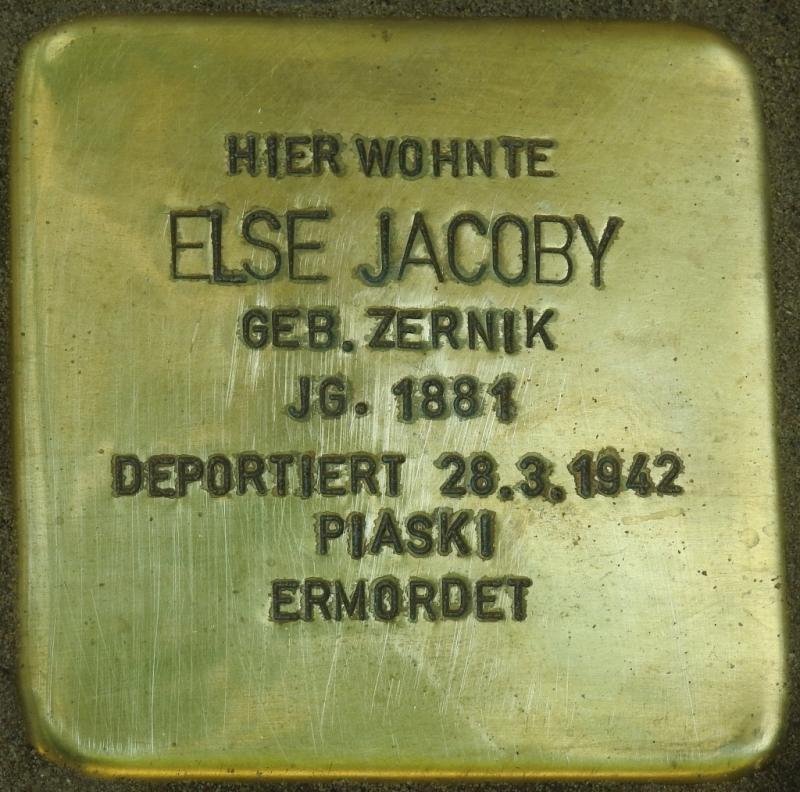 HIER WOHNTE
ELSE JACOBY
GEB. ZERNIK
JG. 1881
DEPORTIERT 28.3.1942
PIASKI
ERMORDET